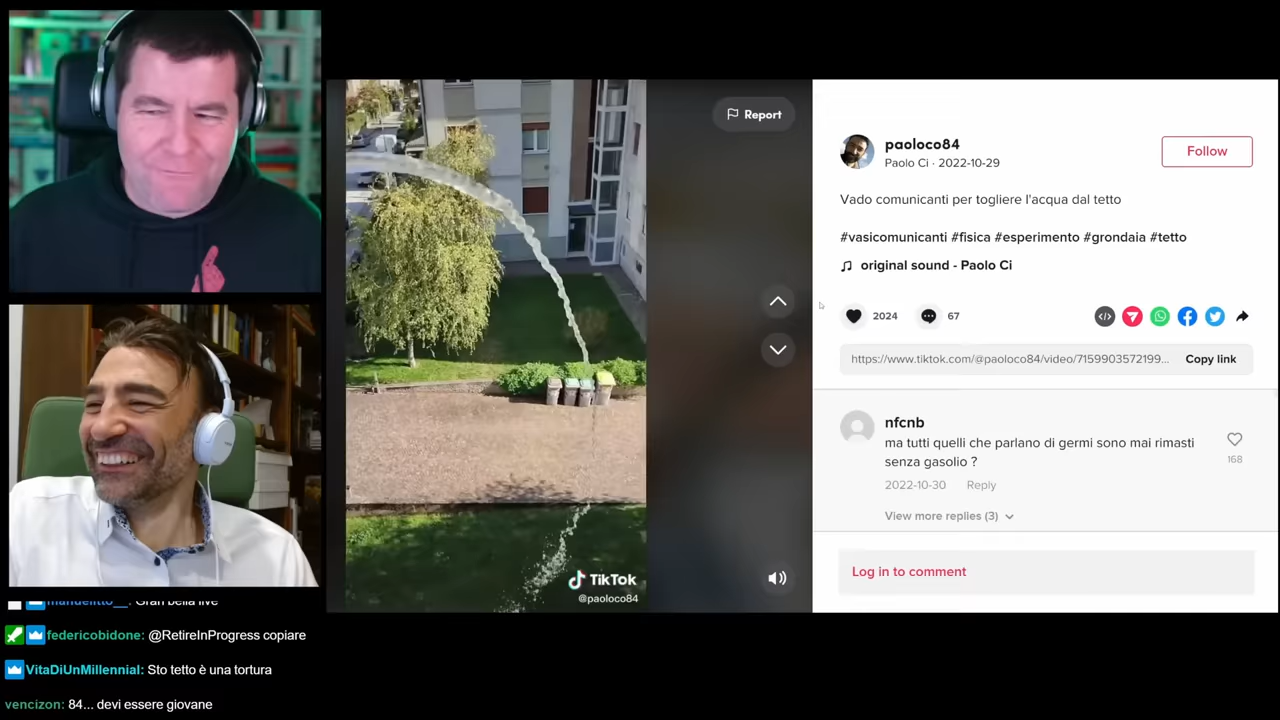 Report
paoloco84
Paolo Ci · 2022-10-29
Follow
Vado comunicanti per togliere l'acqua dal tetto
#vasicomunicanti #fisica #esperimento #grondaia #tetto
original sound - Paolo Ci
2024
67
https://www.tiktok.com/@paoloco84/video/7159903572199...
Copy link
nfcnb
ma tutti quelli che parlano di germi sono mai rimasti
senza gasolio ?
168
2022-10-30 Reply
View more replies (3)
Log in to comment
TikTok
@paoloco84
manuelitto__: Gran bella live
federicobidone: @RetireInProgress copiare
VitaDiUnMillennial: Sto tetto è una tortura
vencizon: 84... devi essere giovane